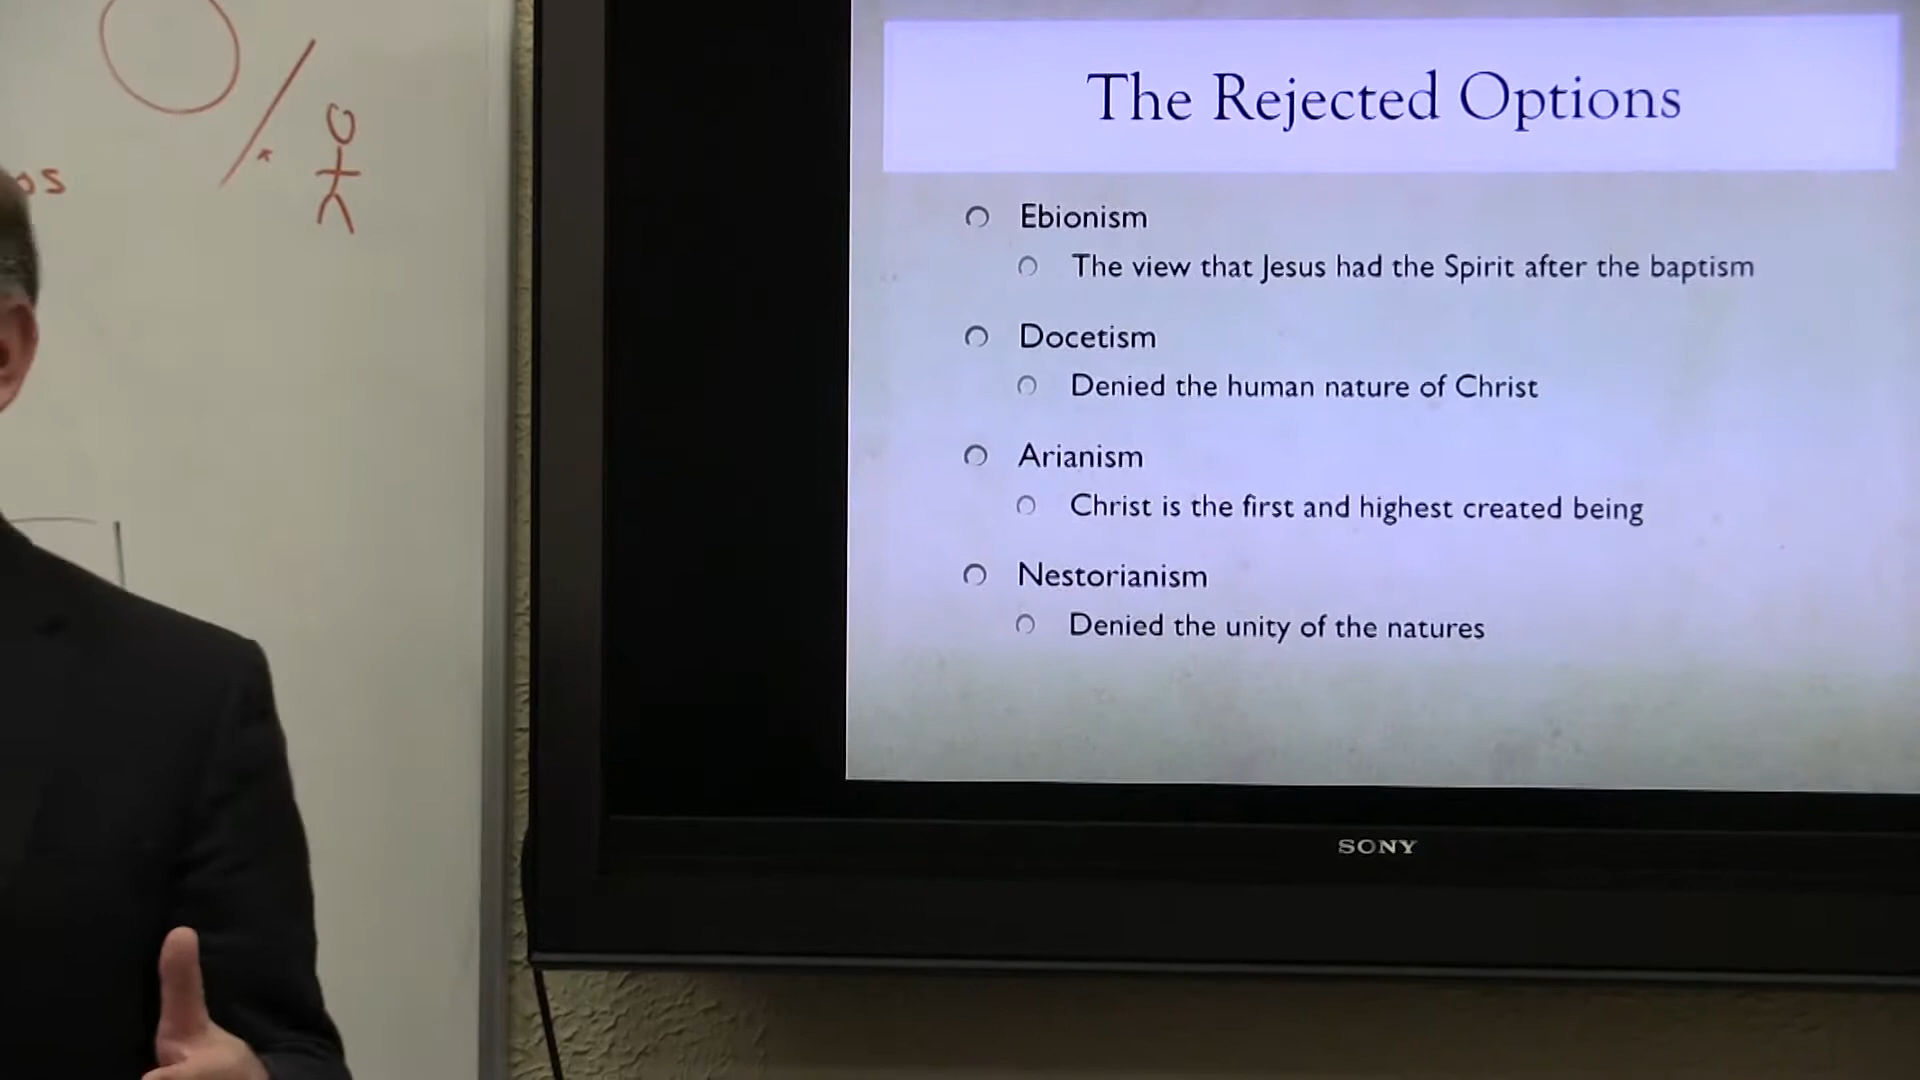 The Rejected Options
Ebionism
The view that Jesus had the Spirit after the baptism
Docetism
Denied the human nature of Christ
Arianism
Christ is the first and highest created being
Nestorianism
Denied the unity of the natures
SONY